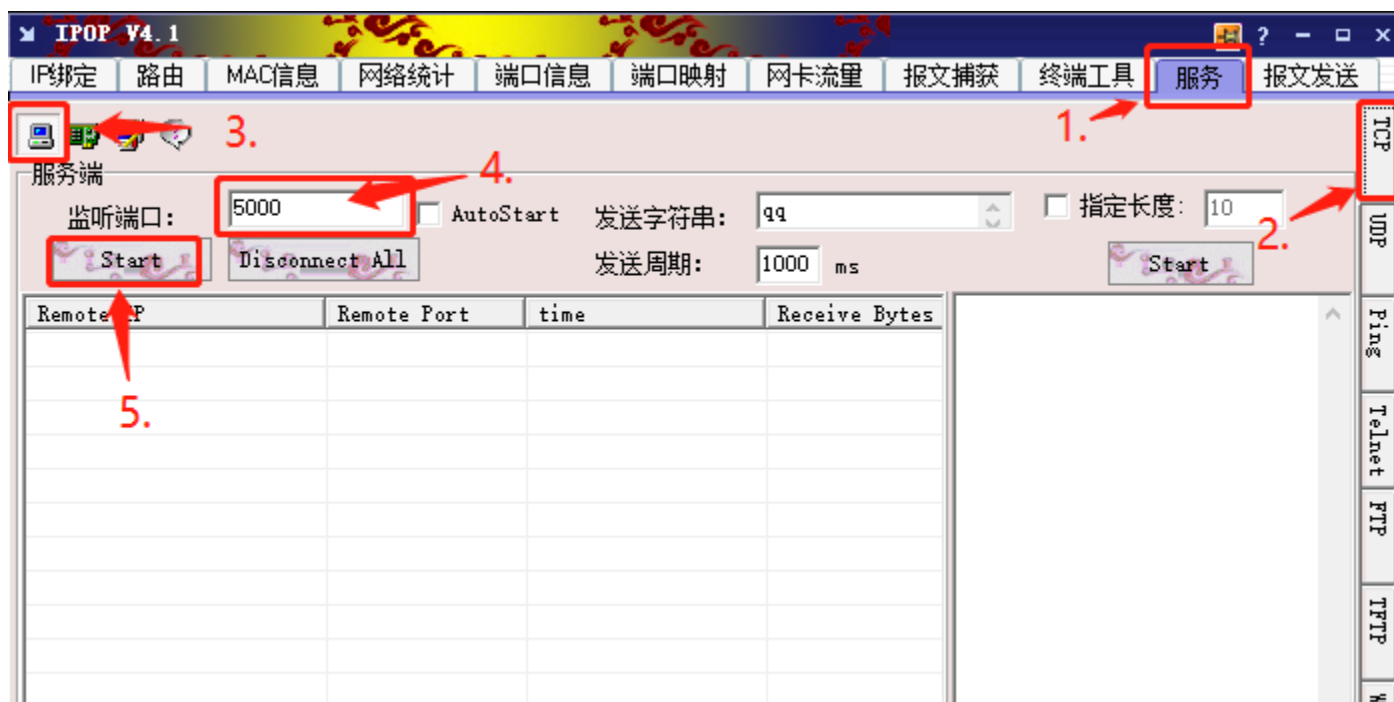 IPOP V4.1
IP绑定 路由 MAC信息 网络统计 端口信息 端口映射 网卡流量 报文捕获 终端工具 服务 报文发送
1.
3.
TCP
服务端
4.
监听端口: 5000 AutoStart 发送字符串: qq 指定长度: 10
2.
UDP
Start Disconnect All 发送周期: 1000 ms Start
Remote IP Remote Port time Receive Bytes
Ping
5.
Telnet
FTP
TFTP